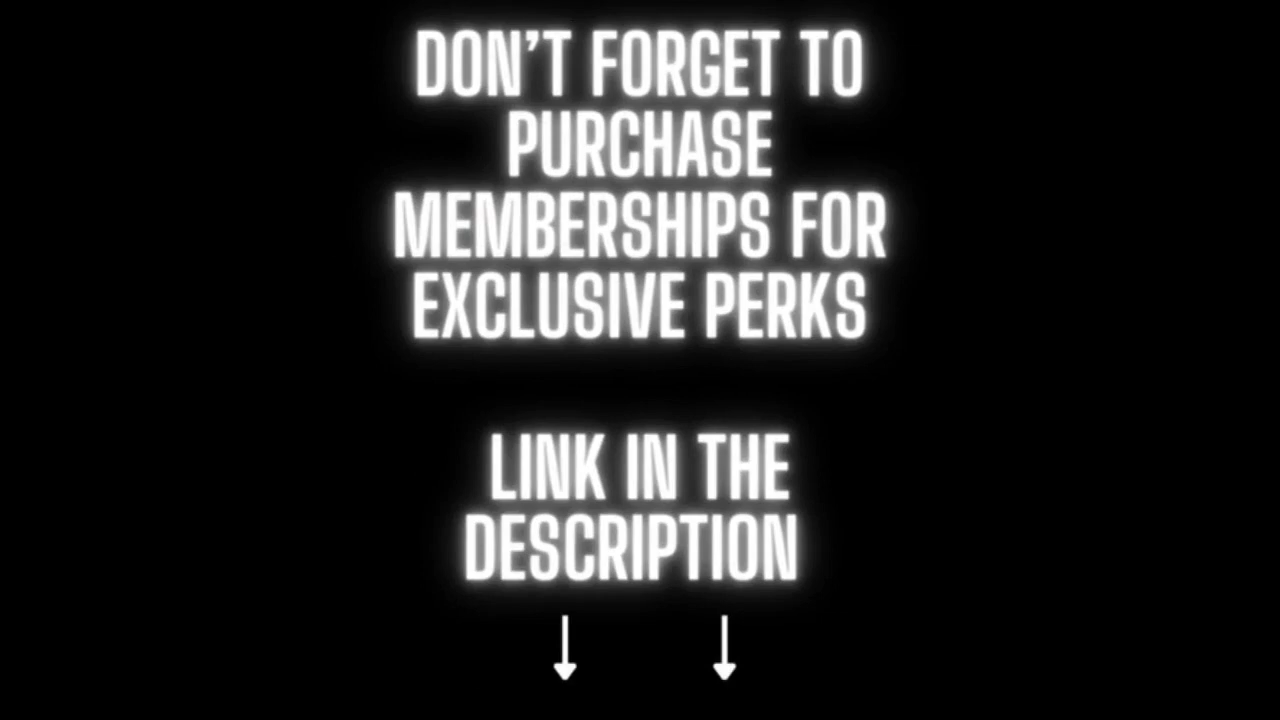 DON’T FORGET TO
PURCHASE
MEMBERSHIPS FOR
EXCLUSIVE PERKS
LINK IN THE
DESCRIPTION